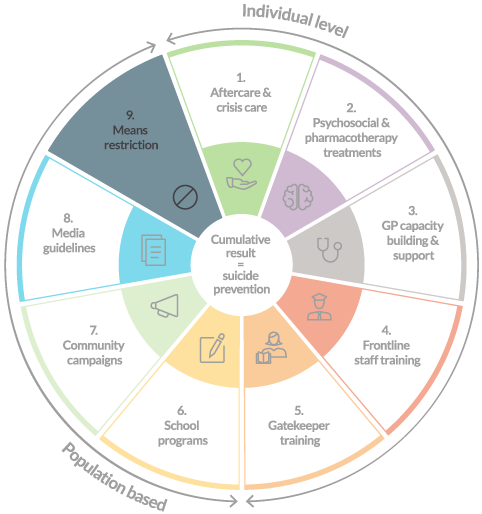 Individual level
1.
Aftercare &
crisis care
2.
Psychosocial &
pharmacotherapy
treatments
3.
GP capacity
building &
support
4.
Frontline
staff training
5.
Gatekeeper
training
6.
School
programs
7.
Community
campaigns
8.
Media
guidelines
9.
Means
restriction
Cumulative
result
=
suicide
prevention
Population based